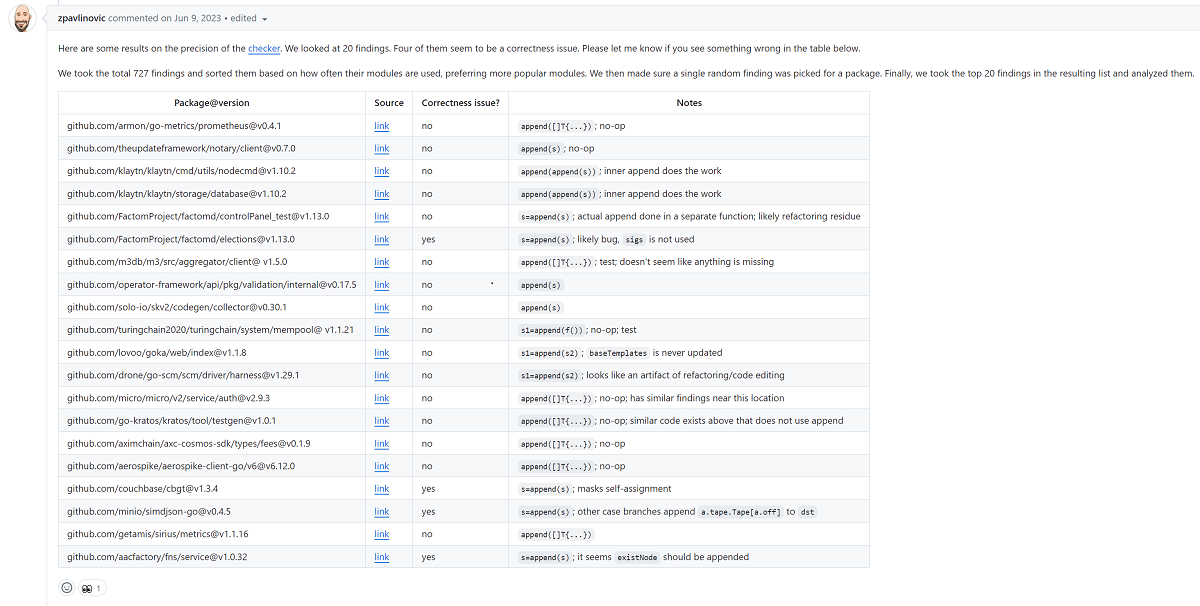 zpavlinovic commented on Jun 9, 2023 • edited
Here are some results on the precision of the checker. We looked at 20 findings. Four of them seem to be a correctness issue. Please let me know if you see something wrong in the table below.
We took the total 727 findings and sorted them based on how often their modules are used, preferring more popular modules. We then made sure a single random finding was picked for a package. Finally, we took the top 20 findings in the resulting list and analyzed them.
Package@version Source Correctness issue? Notes
github.com/armon/go-metrics/prometheus@v0.4.1 link no append([]T{...}) ; no-op
github.com/theupdateframework/notary/client@v0.7.0 link no append(s) ; no-op
github.com/klaytn/klaytn/cmd/utils/nodecmd@v1.10.2 link no append(append(s)) ; inner append does the work
github.com/klaytn/klaytn/storage/database@v1.10.2 link no append(append(s)) ; inner append does the work
github.com/FactomProject/factomd/controlPanel_test@v1.13.0 link no s=append(s) ; actual append done in a separate function; likely refactoring residue
github.com/FactomProject/factomd/elections@v1.13.0 link yes s=append(s) ; likely bug, sigs is not used
github.com/m3db/m3/src/aggregator/client@ v1.5.0 link no append([]T{...}) ; test; doesn't seem like anything is missing
github.com/operator-framework/api/pkg/validation/internal@v0.17.5 link no append(s)
github.com/solo-io/skv2/codegen/collector@v0.30.1 link no append(s)
github.com/turingchain2020/turingchain/system/mempool@ v1.1.21 link no s1=append(f()) ; no-op; test
github.com/lovoo/goka/web/index@v1.1.8 link no s1=append(s2) ; baseTemplates is never updated
github.com/drone/go-scm/scm/driver/harness@v1.29.1 link no s1=append(s2) ; looks like an artifact of refactoring/code editing
github.com/micro/micro/v2/service/auth@v2.9.3 link no append([]T{...}) ; no-op; has similar findings near this location
github.com/go-kratos/kratos/tool/testgen@v1.0.1 link no append([]T{...}) ; no-op; similar code exists above that does not use append
github.com/aximchain/axc-cosmos-sdk/types/fees@v0.1.9 link no append([]T{...}) ; no-op
github.com/aerospike/aerospike-client-go/v6@v6.12.0 link no append([]T{...}) ; no-op
github.com/couchbase/cbgt@v1.3.4 link yes s=append(s) ; masks self-assignment
github.com/minio/simdjson-go@v0.4.5 link yes s=append(s) ; other case branches append a.tape.Tape[a.off] to dst
github.com/getamis/sirius/metrics@v1.1.16 link no append([]T{...})
github.com/aacfactory/fns/service@v1.0.32 link yes s=append(s) ; it seems existNode should be appended
1